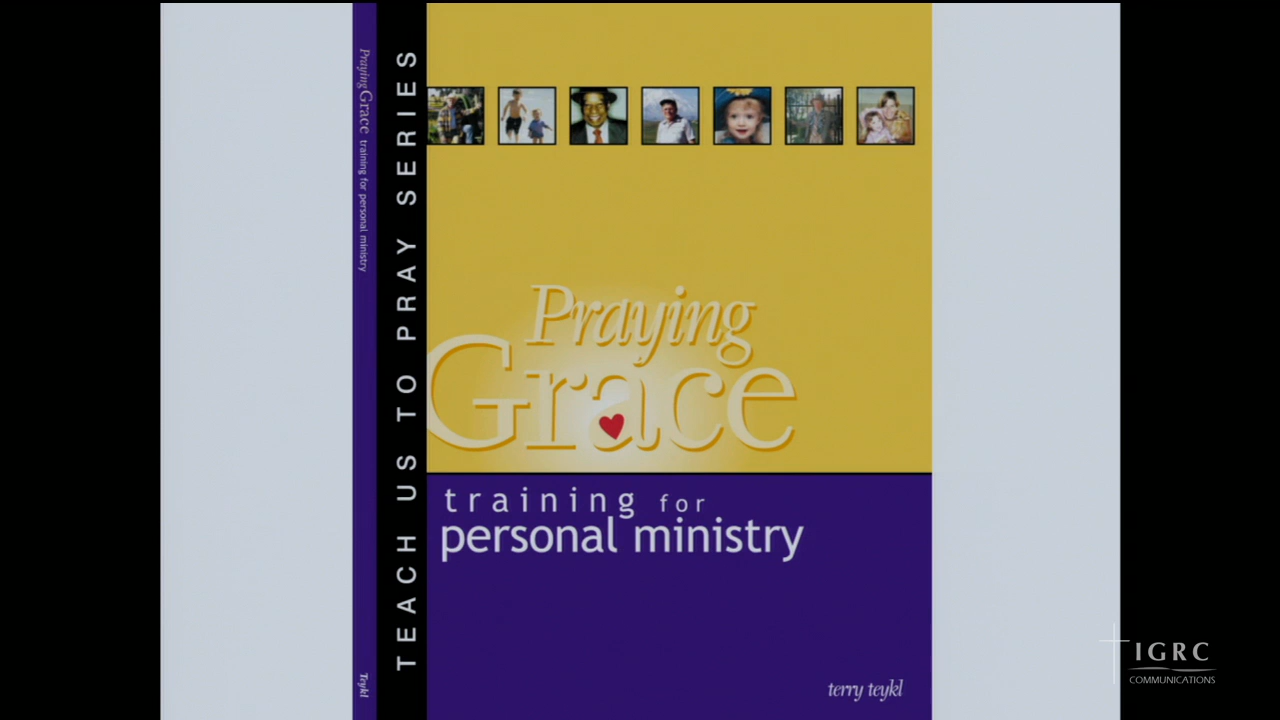 Praying Grace training for personal ministry
Teykl
TEACH US TO PRAY SERIES
Praying
Grace
training for
personal ministry
terry teykl
IGRC
COMMUNICATIONS